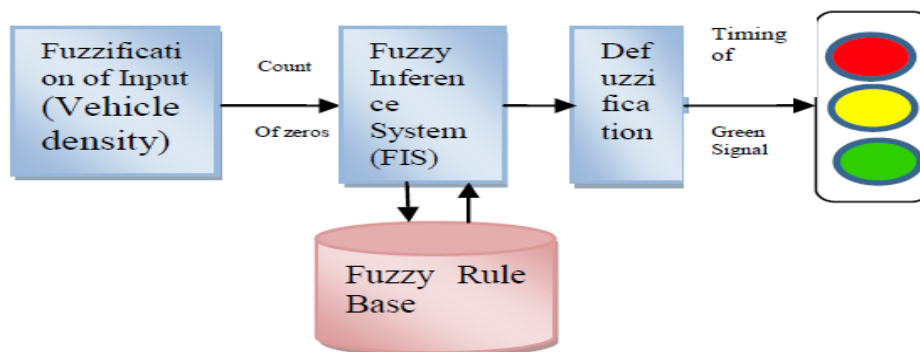 Fuzzificati
on of Input
(Vehicle
density)
Count
Of zeros
Fuzzy
Inferen
ce
System
(FIS)
Def
uzzi
fica
tion
Timing
of
Green
Signal
Fuzzy Rule
Base